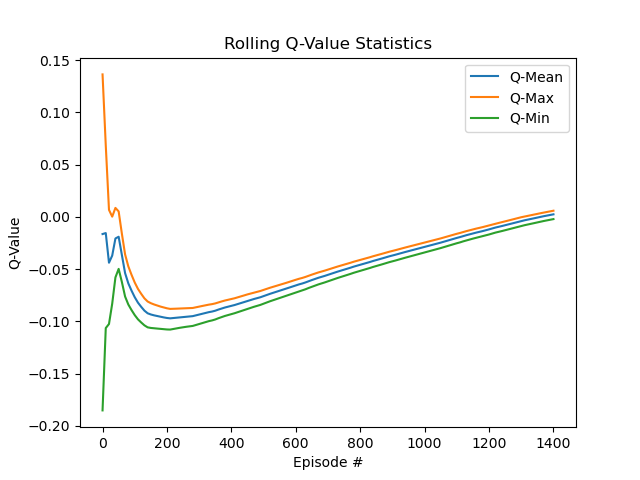 Rolling Q-Value Statistics
0.15
0.10
0.05
0.00
−0.05
−0.10
−0.15
−0.20
Q-Value
Q-Mean
Q-Max
Q-Min
0 200 400 600 800 1000 1200 1400
Episode #